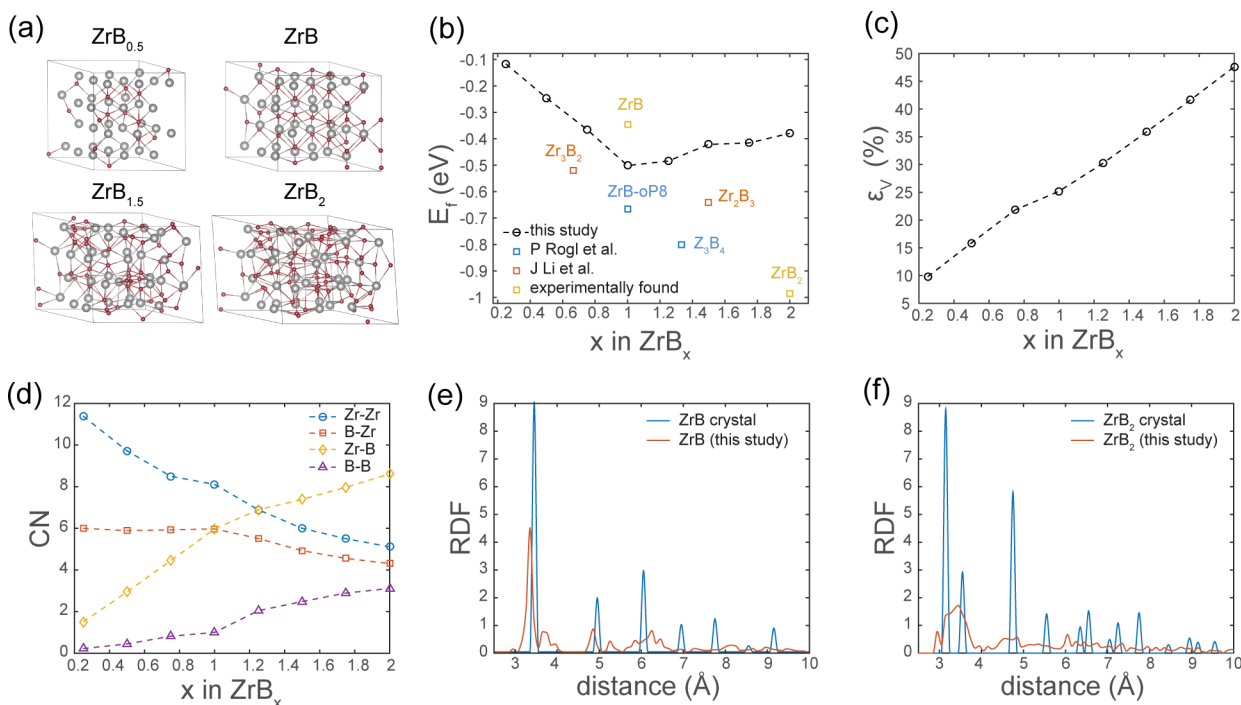 (a)
ZrB0.5
ZrB
ZrB1.5
ZrB2
(b)
Ef (eV)
-0.1
-0.2
-0.3
-0.4
-0.5
-0.6
-0.7
-0.8
-0.9
-1
ZrB
Zr3B2
ZrB-oP8
Zr2B3
Z3B4
ZrB2
this study
P Rogl et al.
J Li et al.
experimentally found
0.2 0.4 0.6 0.8 1 1.2 1.4 1.6 1.8 2
x in ZrBx
(c)
εV (%)
50
45
40
35
30
25
20
15
10
5
0.2 0.4 0.6 0.8 1 1.2 1.4 1.6 1.8 2
x in ZrBx
(d)
CN
12
10
8
6
4
2
0
Zr-Zr
B-Zr
Zr-B
B-B
0.2 0.4 0.6 0.8 1 1.2 1.4 1.6 1.8 2
x in ZrBx
(e)
RDF
9
8
7
6
5
4
3
2
1
0
ZrB crystal
ZrB (this study)
3 4 5 6 7 8 9 10
distance (Å)
(f)
RDF
9
8
7
6
5
4
3
2
1
0
ZrB2 crystal
ZrB2 (this study)
3 4 5 6 7 8 9 10
distance (Å)